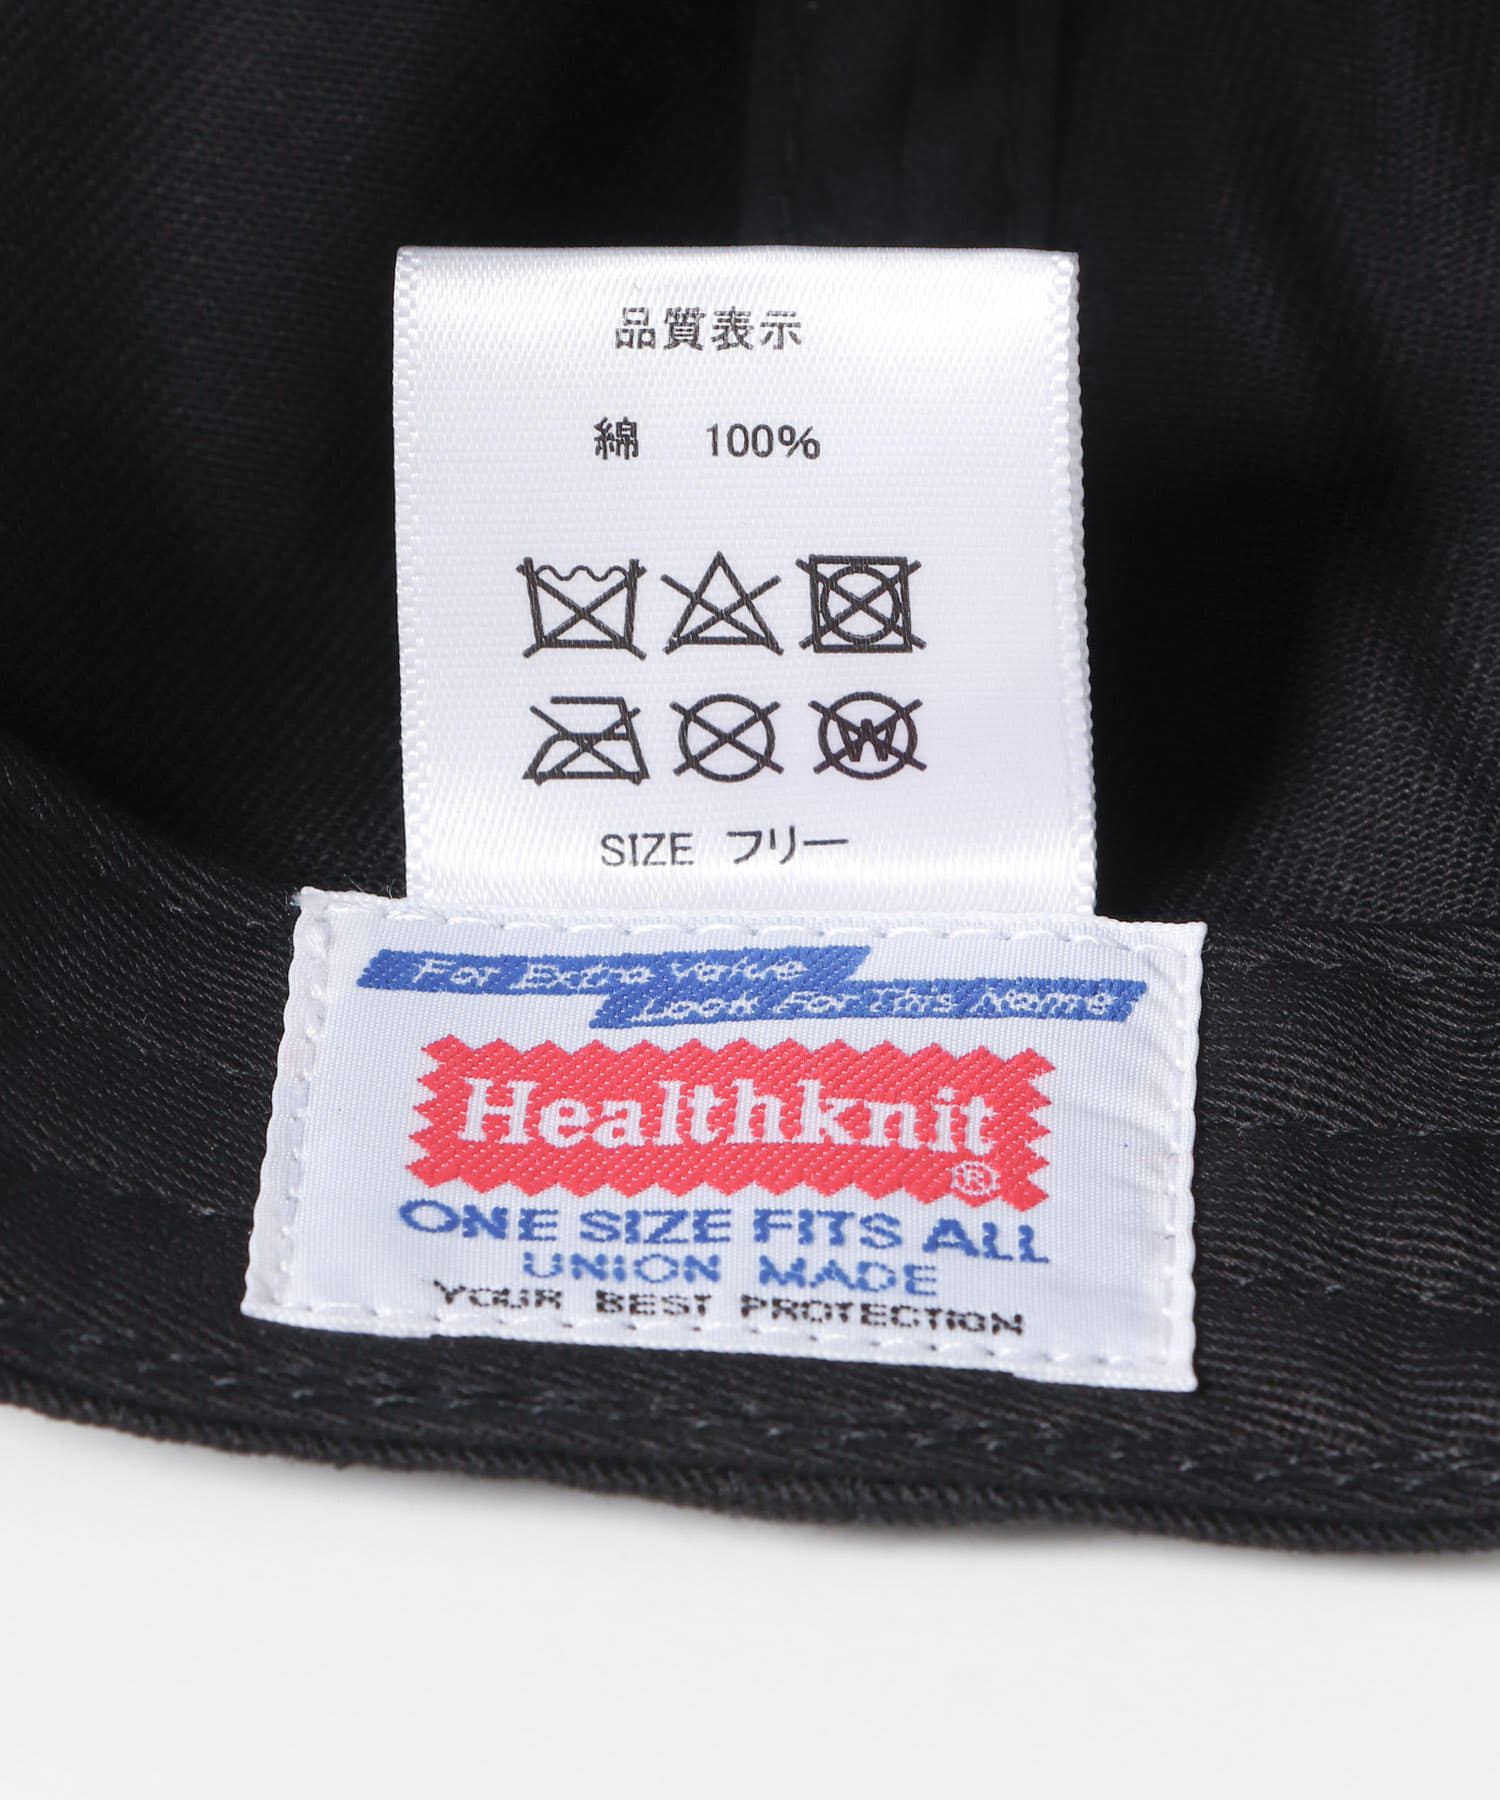 品質表示
綿 100%
W
SIZE フリー
For Extra Value
Look For This Name
Healthknit
®
ONE SIZE FITS ALL
UNION MADE
YOUR BEST PROTECTION